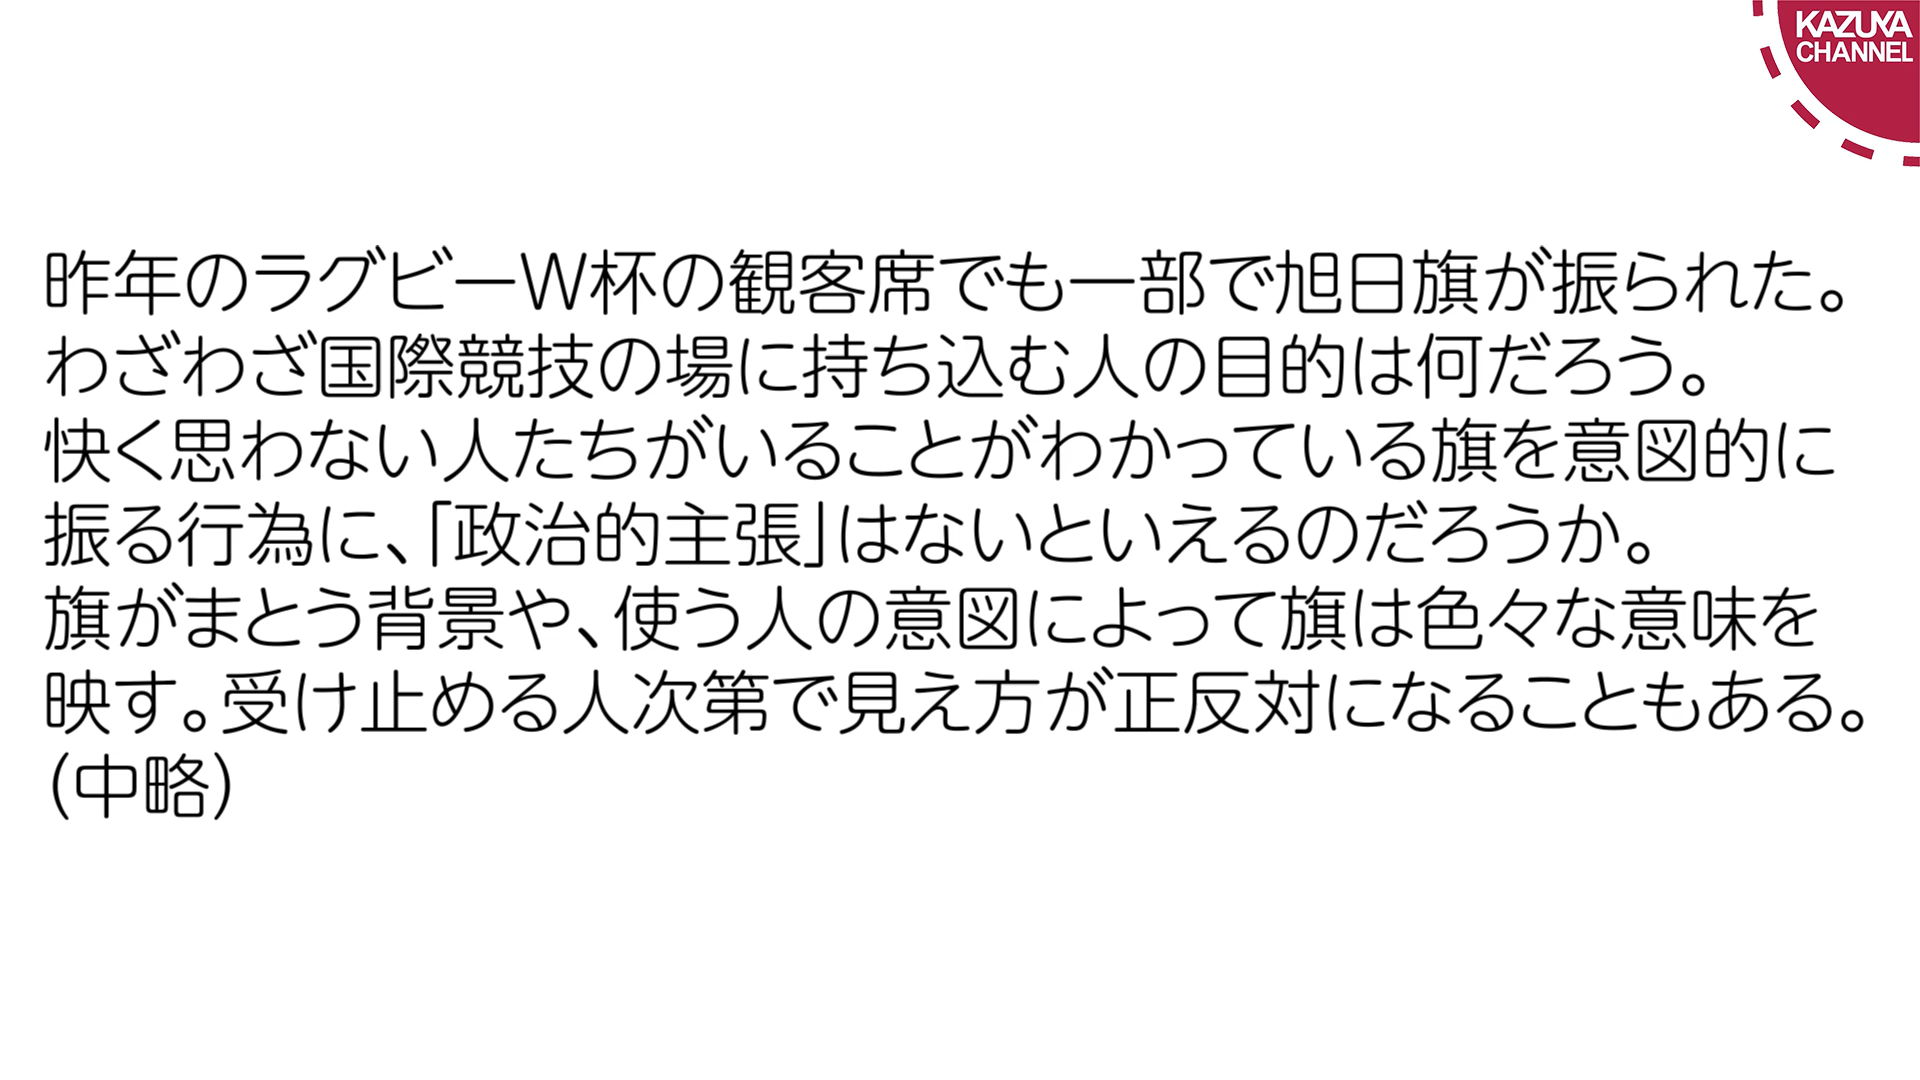 KAZUYA
CHANNEL
昨年のラグビーW杯の観客席でも一部で旭日旗が振られた。
わざわざ国際競技の場に持ち込む人の目的は何だろう。
快く思わない人たちがいることがわかっている旗を意図的に
振る行為に、「政治的主張」はないといえるのだろうか。
旗がまとう背景や、使う人の意図によって旗は色々な意味を
映す。受け止める人次第で見え方が正反対になることもある。
(中略)